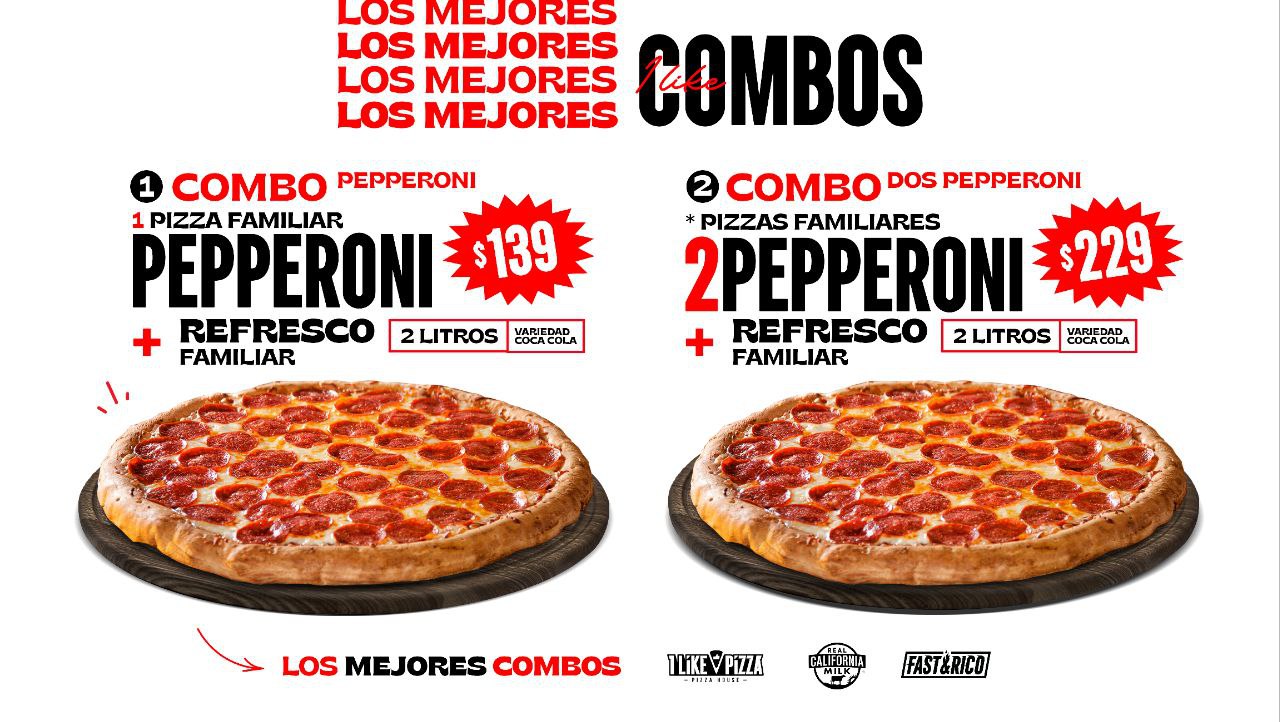 LOS MEJORES
LOS MEJORES
LOS MEJORES
LOS MEJORES
COMBOS
1 like
1 COMBO PEPPERONI
1 PIZZA FAMILIAR
PEPPERONI
$139
+ REFRESCO
FAMILIAR
2 LITROS
VARIEDAD
COCA COLA
2 COMBO DOS PEPPERONI
* PIZZAS FAMILIARES
2PEPPERONI
$229
+ REFRESCO
FAMILIAR
2 LITROS
VARIEDAD
COCA COLA
LOS MEJORES COMBOS
1 LIKE PIZZA
PIZZA HOUSE
REAL
CALIFORNIA
MILK
FAST&RICO